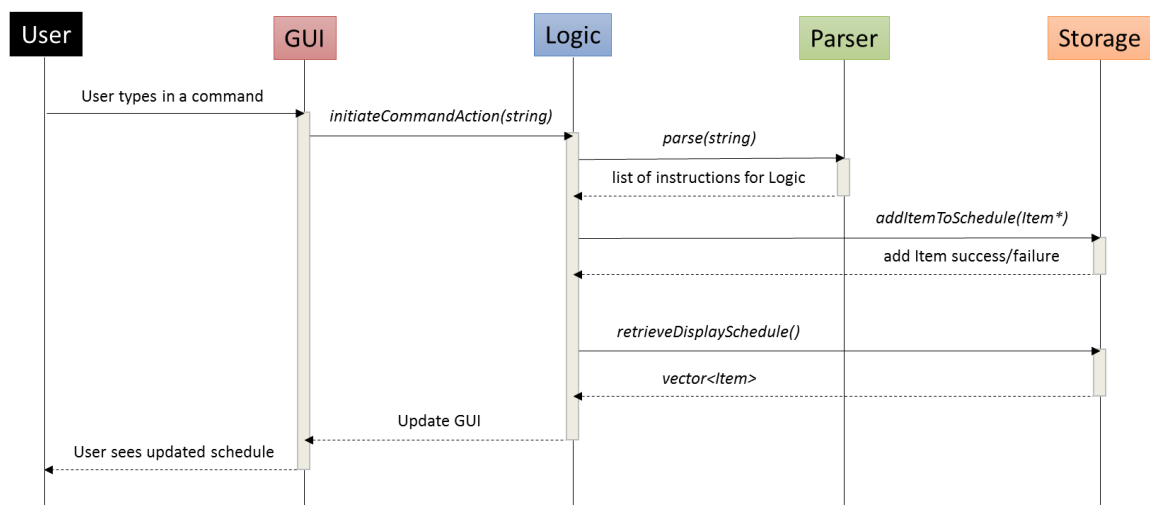 User
GUI
Logic
Parser
Storage
User types in a command
initiateCommandAction(string)
parse(string)
list of instructions for Logic
addItemToSchedule(Item*)
add Item success/failure
retrieveDisplaySchedule()
vector<Item>
Update GUI
User sees updated schedule